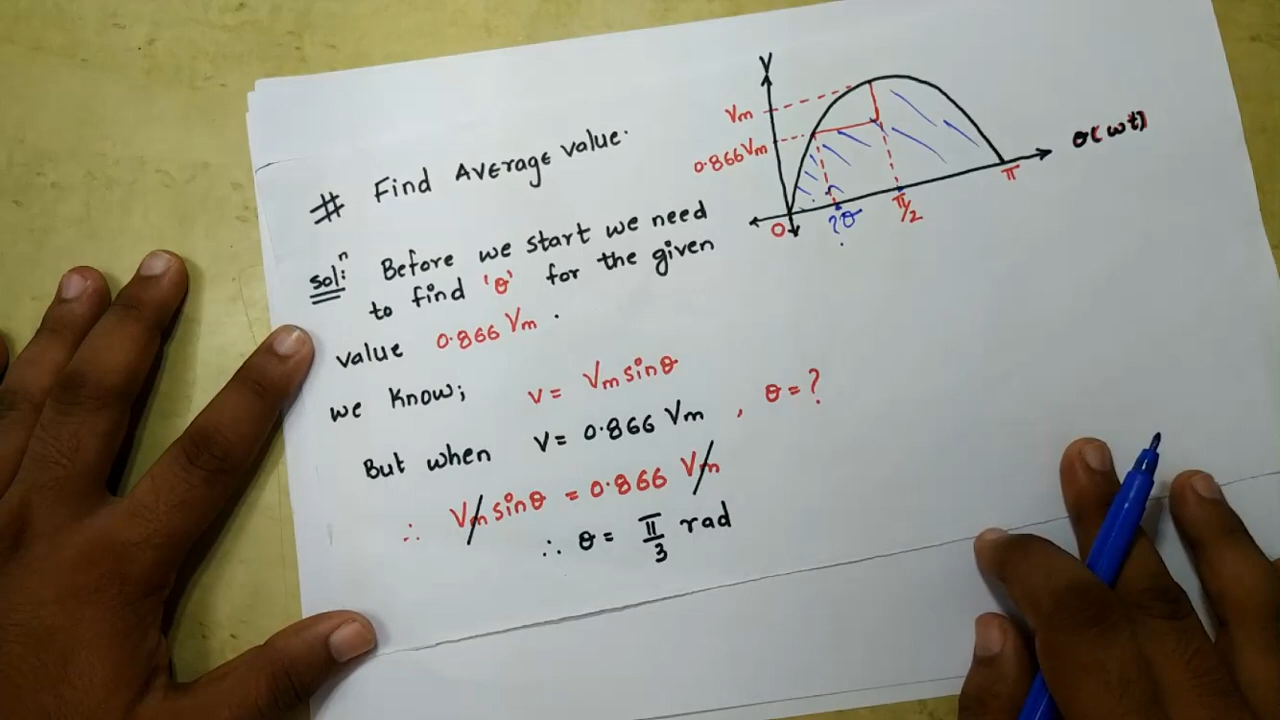 # Find Average value.
Solⁿ: Before we start we need
to find 'θ' for the given
value 0.866 Vm.
we know; v = Vm sinθ
But when v = 0.866 Vm, θ = ?
∴ Vm sinθ = 0.866 Vm
∴ θ = π/3 rad
V
Vm
0.866Vm
0
?θ
π/2
π
θ(ωt)